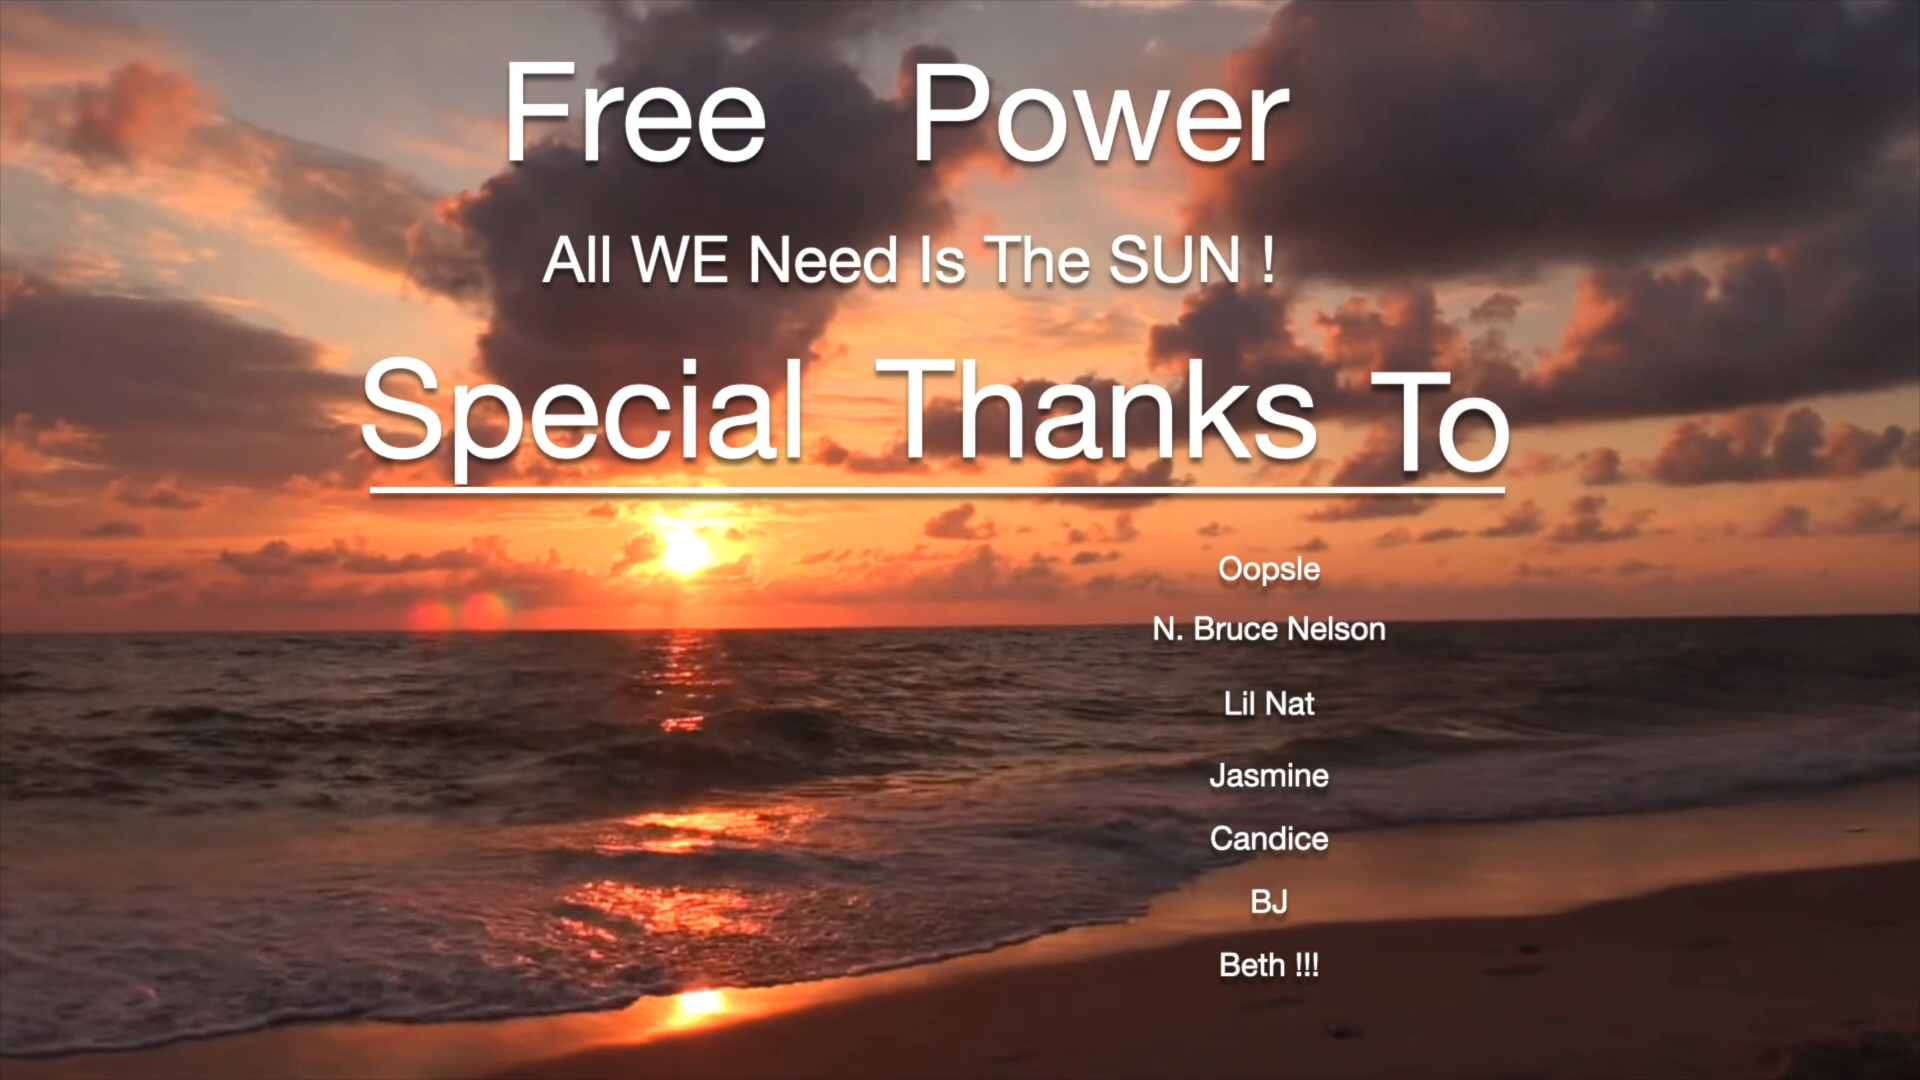 Free Power
All WE Need Is The SUN !
Special Thanks To
Oopsle
N. Bruce Nelson
Lil Nat
Jasmine
Candice
BJ
Beth !!!